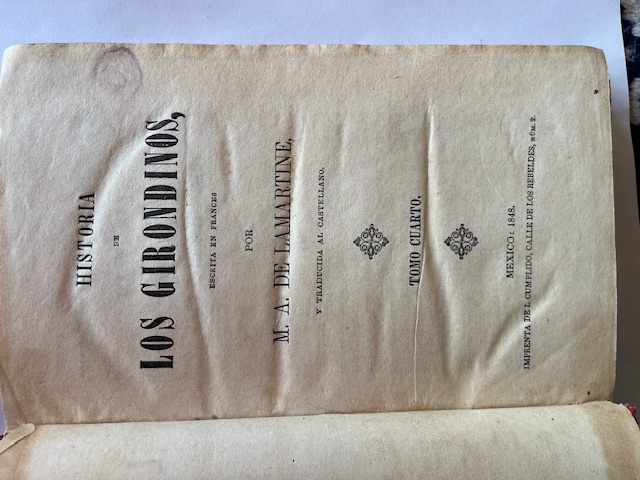 HISTORIA
DE
LOS GIRONDINOS,
ESCRITA EN FRANCES
POR
M. A. DE LAMARTINE,
Y TRADUCIDA AL CASTELLANO.
TOMO CUARTO.
MEXICO: 1848.
IMPRENTA DE I. CUMPLIDO, CALLE DE LOS REBELDES, NÚM. 2.